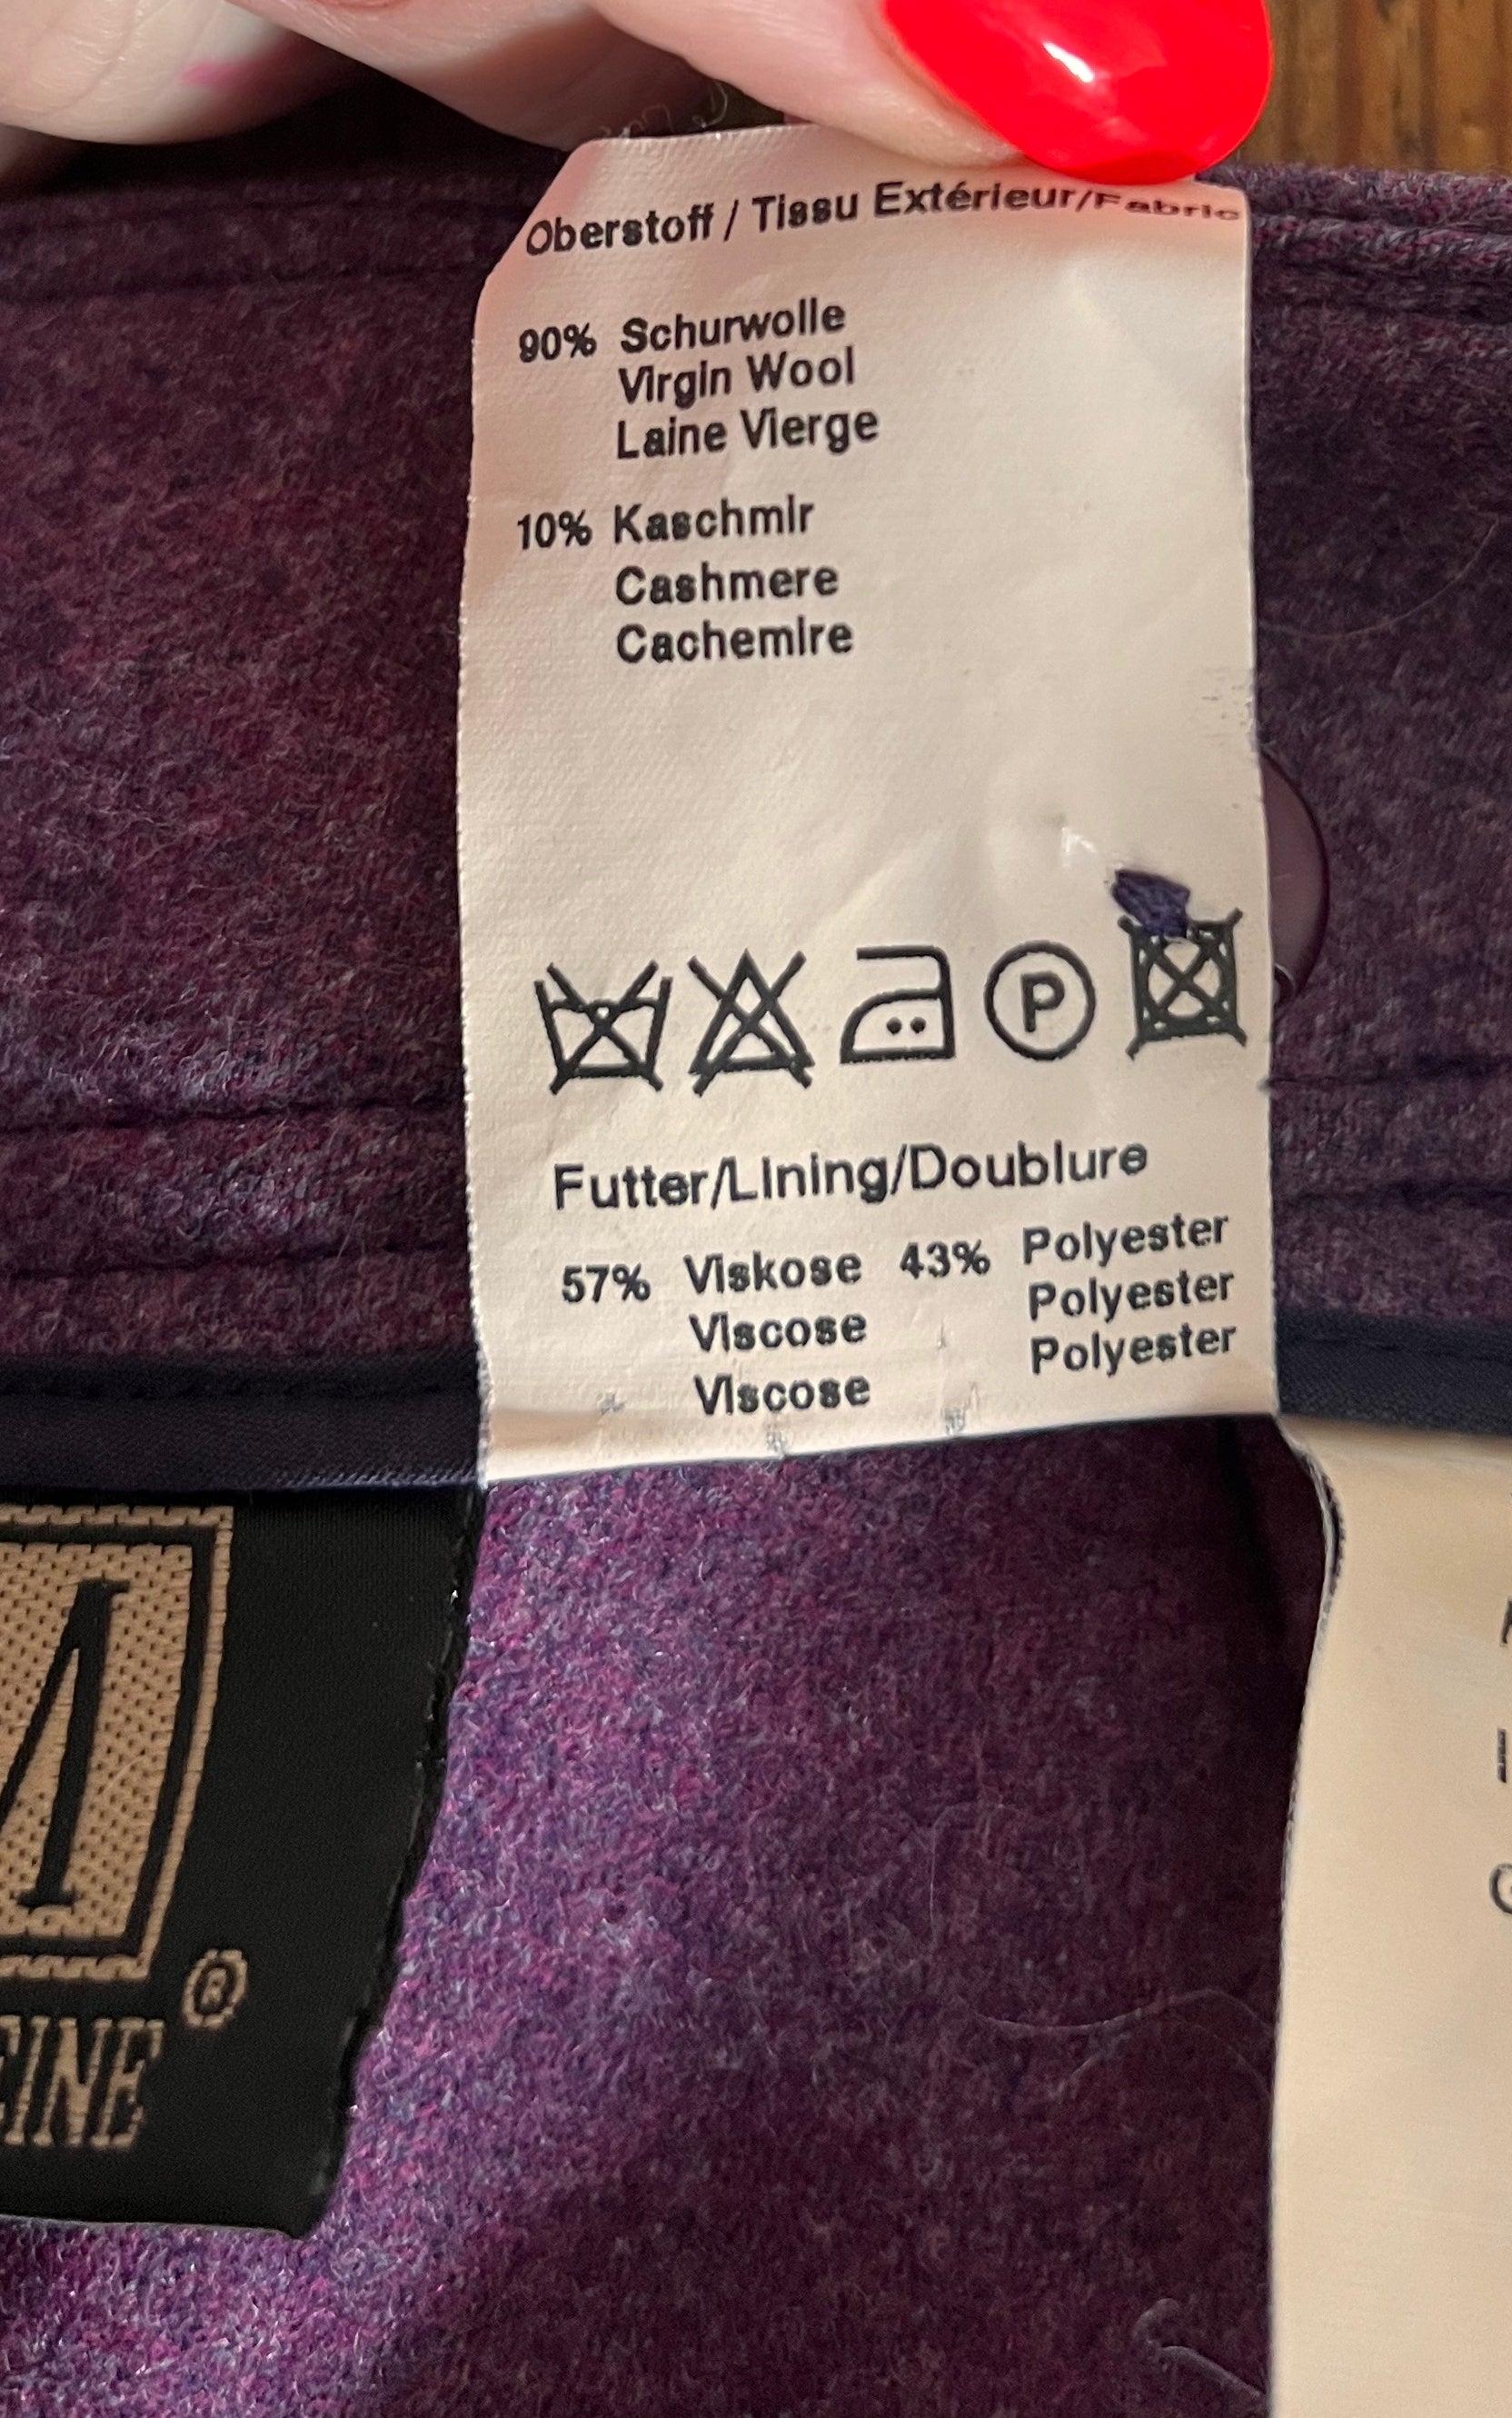 Oberstoff / Tissu Extérieur/Fabric
90% Schurwolle
Virgin Wool
Laine Vierge
10% Kaschmir
Cashmere
Cachemire
P
Futter/Lining/Doublure
57% Viskose 43% Polyester
Viscose Polyester
Viscose Polyester
M
®
EINE